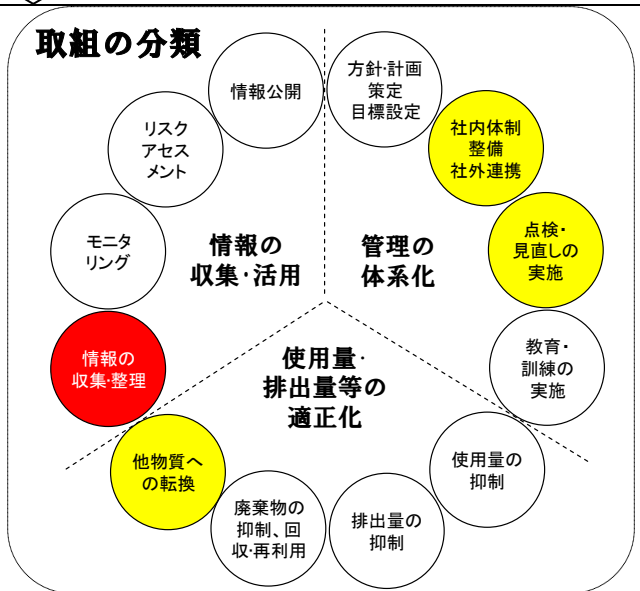 取組の分類
情報公開
方針・計画
策定
目標設定
リスク
アセス
メント
社内体制
整備
社外連携
モニタ
リング
情報の
収集・活用
管理の
体系化
点検・
見直しの
実施
情報の
収集・整理
使用量・
排出量等の
適正化
教育・
訓練の
実施
他物質へ
の転換
使用量の
抑制
廃棄物の
抑制、回
収・再利用
排出量の
抑制